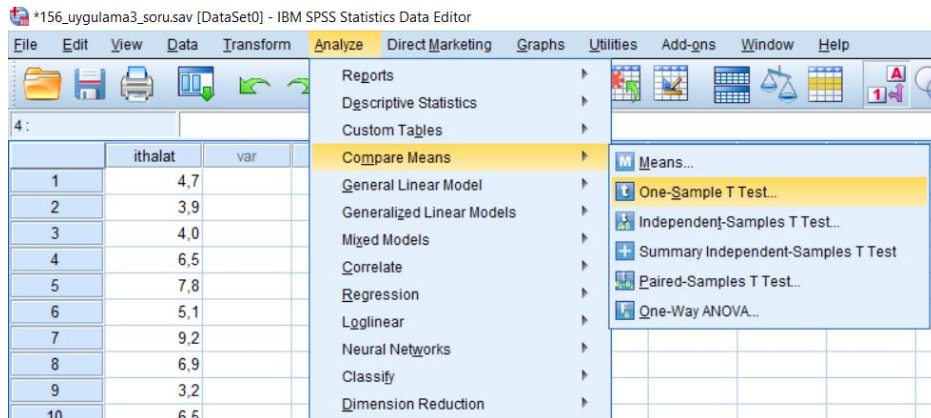 *156_uygulama3_soru.sav [DataSet0] - IBM SPSS Statistics Data Editor
File Edit View Data Transform Analyze Direct Marketing Graphs Utilities Add-ons Window Help
4 :
ithalat var
1 4,7
2 3,9
3 4,0
4 6,5
5 7,8
6 5,1
7 9,2
8 6,9
9 3,2
10 6,5
Reports
Descriptive Statistics
Custom Tables
Compare Means
General Linear Model
Generalized Linear Models
Mixed Models
Correlate
Regression
Loglinear
Neural Networks
Classify
Dimension Reduction
Means...
One-Sample T Test...
Independent-Samples T Test...
Summary Independent-Samples T Test
Paired-Samples T Test...
One-Way ANOVA...